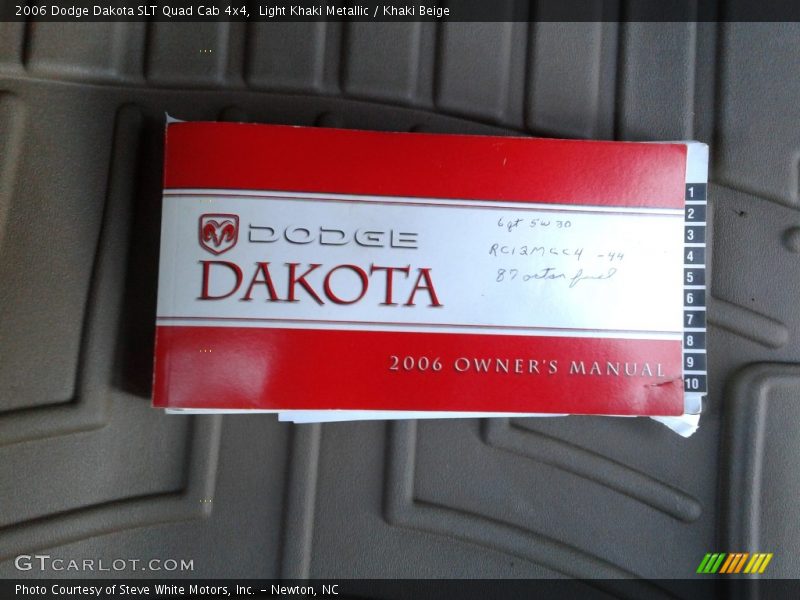 2006 Dodge Dakota SLT Quad Cab 4x4,  Light Khaki Metallic / Khaki Beige
DODGE
DAKOTA
6qt 5w30
RC12MCC4 -44
87 octan fuel
2006 OWNER'S MANUAL
1
2
3
4
5
6
7
8
9
10
GTCARLOT.COM
Photo Courtesy of Steve White Motors, Inc. – Newton, NC